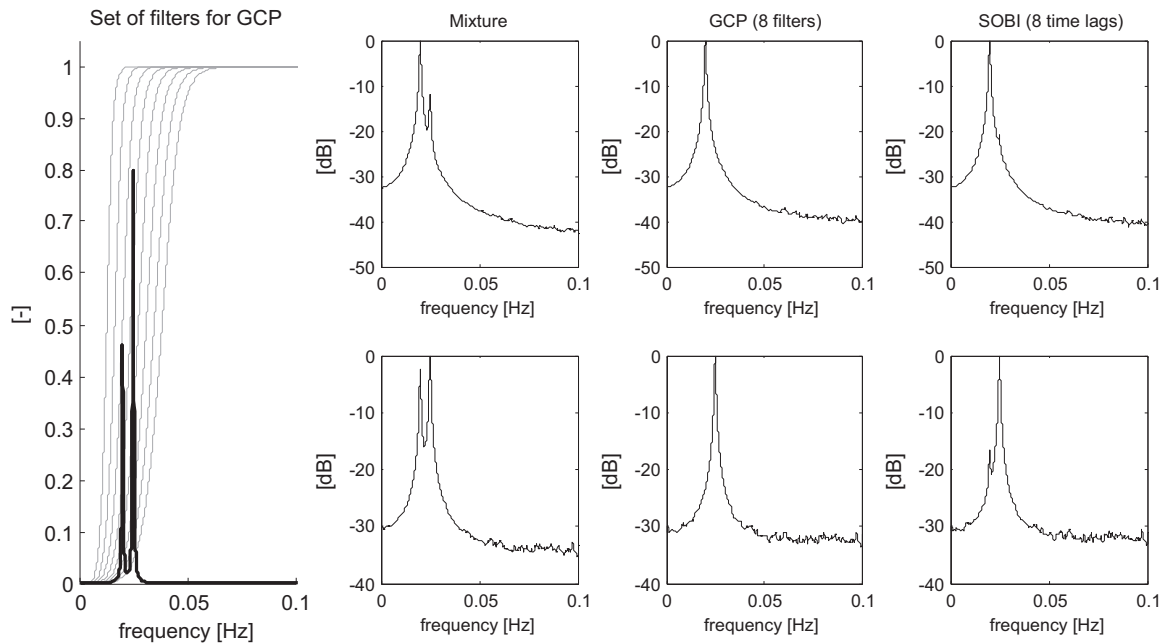 Set of filters for GCP
1
0.9
0.8
0.7
0.6
0.5
0.4
0.3
0.2
0.1
0
[-]
0 0.05 0.1
frequency [Hz]
Mixture
0
-10
-20
-30
-40
-50
[dB]
0 0.05 0.1
frequency [Hz]
GCP (8 filters)
0
-10
-20
-30
-40
-50
[dB]
0 0.05 0.1
frequency [Hz]
SOBI (8 time lags)
0
-10
-20
-30
-40
-50
[dB]
0 0.05 0.1
frequency [Hz]
0
-10
-20
-30
-40
[dB]
0 0.05 0.1
frequency [Hz]
0
-10
-20
-30
-40
[dB]
0 0.05 0.1
frequency [Hz]
0
-10
-20
-30
-40
[dB]
0 0.05 0.1
frequency [Hz]